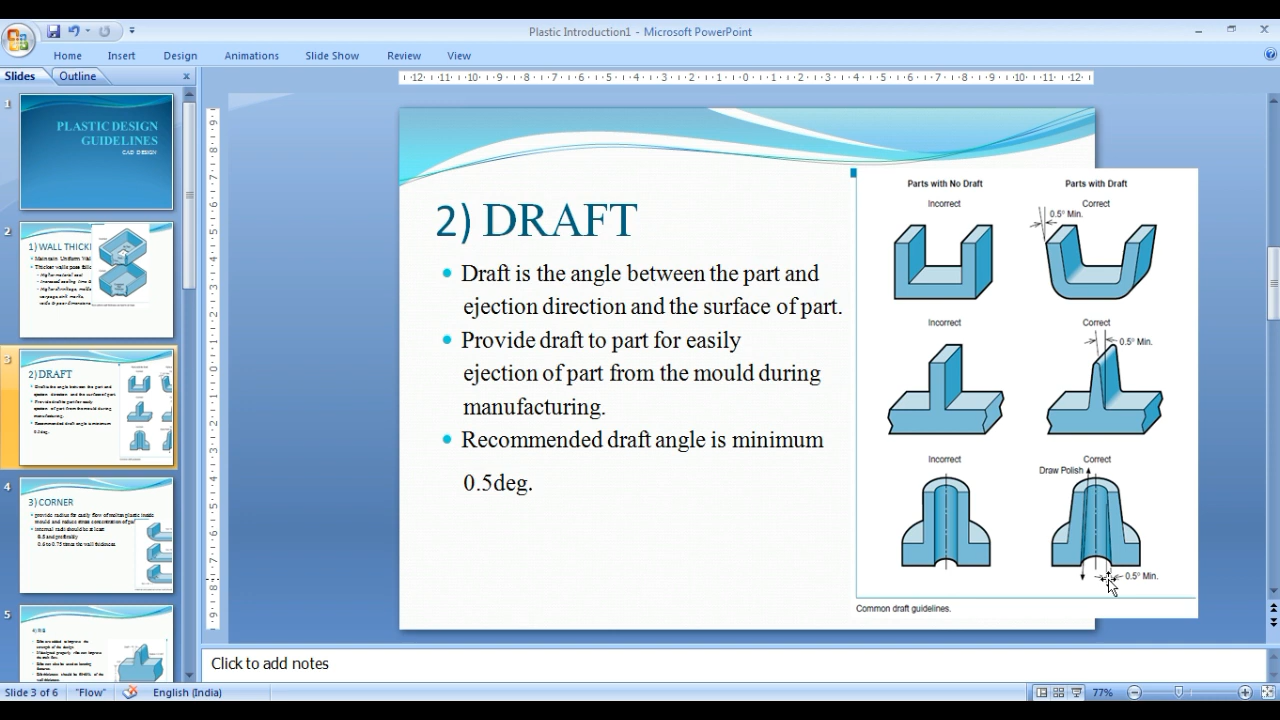 Plastic Introduction1 - Microsoft PowerPoint
Home Insert Design Animations Slide Show Review View
Slides Outline
1
PLASTIC DESIGN
GUIDELINES
CAD DESIGN
2
1) WALL THICK
3
2) DRAFT
4
3) CORNER
5
2) DRAFT
Draft is the angle between the part and
ejection direction and the surface of part.
Provide draft to part for easily
ejection of part from the mould during
manufacturing.
Recommended draft angle is minimum
0.5deg.
Parts with No Draft Parts with Draft
Incorrect Correct
0.5° Min.
Incorrect Correct
0.5° Min.
Incorrect Correct
Draw Polish
0.5° Min.
Common draft guidelines.
Click to add notes
Slide 3 of 6 "Flow" English (India) 77%